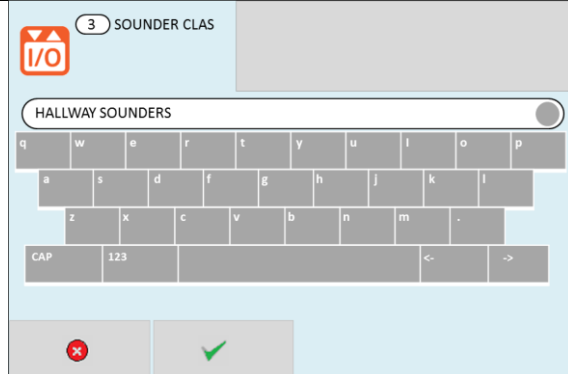 3 SOUNDER CLAS
I/O
HALLWAY SOUNDERS
q w e r t y u I o p
a s d f g h j k l
z x c v b n m .
CAP 123 <- ->